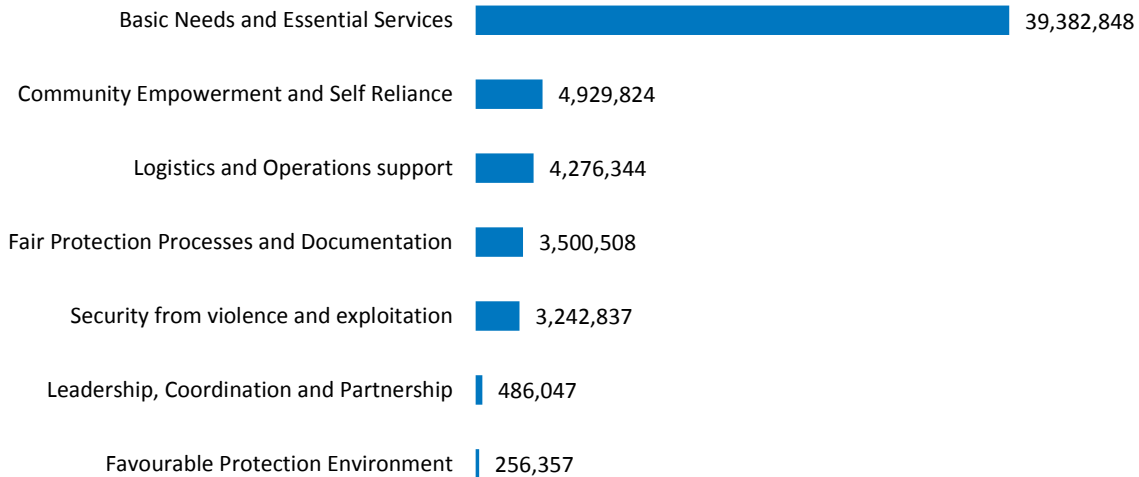 Basic Needs and Essential Services 39,382,848
Community Empowerment and Self Reliance 4,929,824
Logistics and Operations support 4,276,344
Fair Protection Processes and Documentation 3,500,508
Security from violence and exploitation 3,242,837
Leadership, Coordination and Partnership 486,047
Favourable Protection Environment 256,357